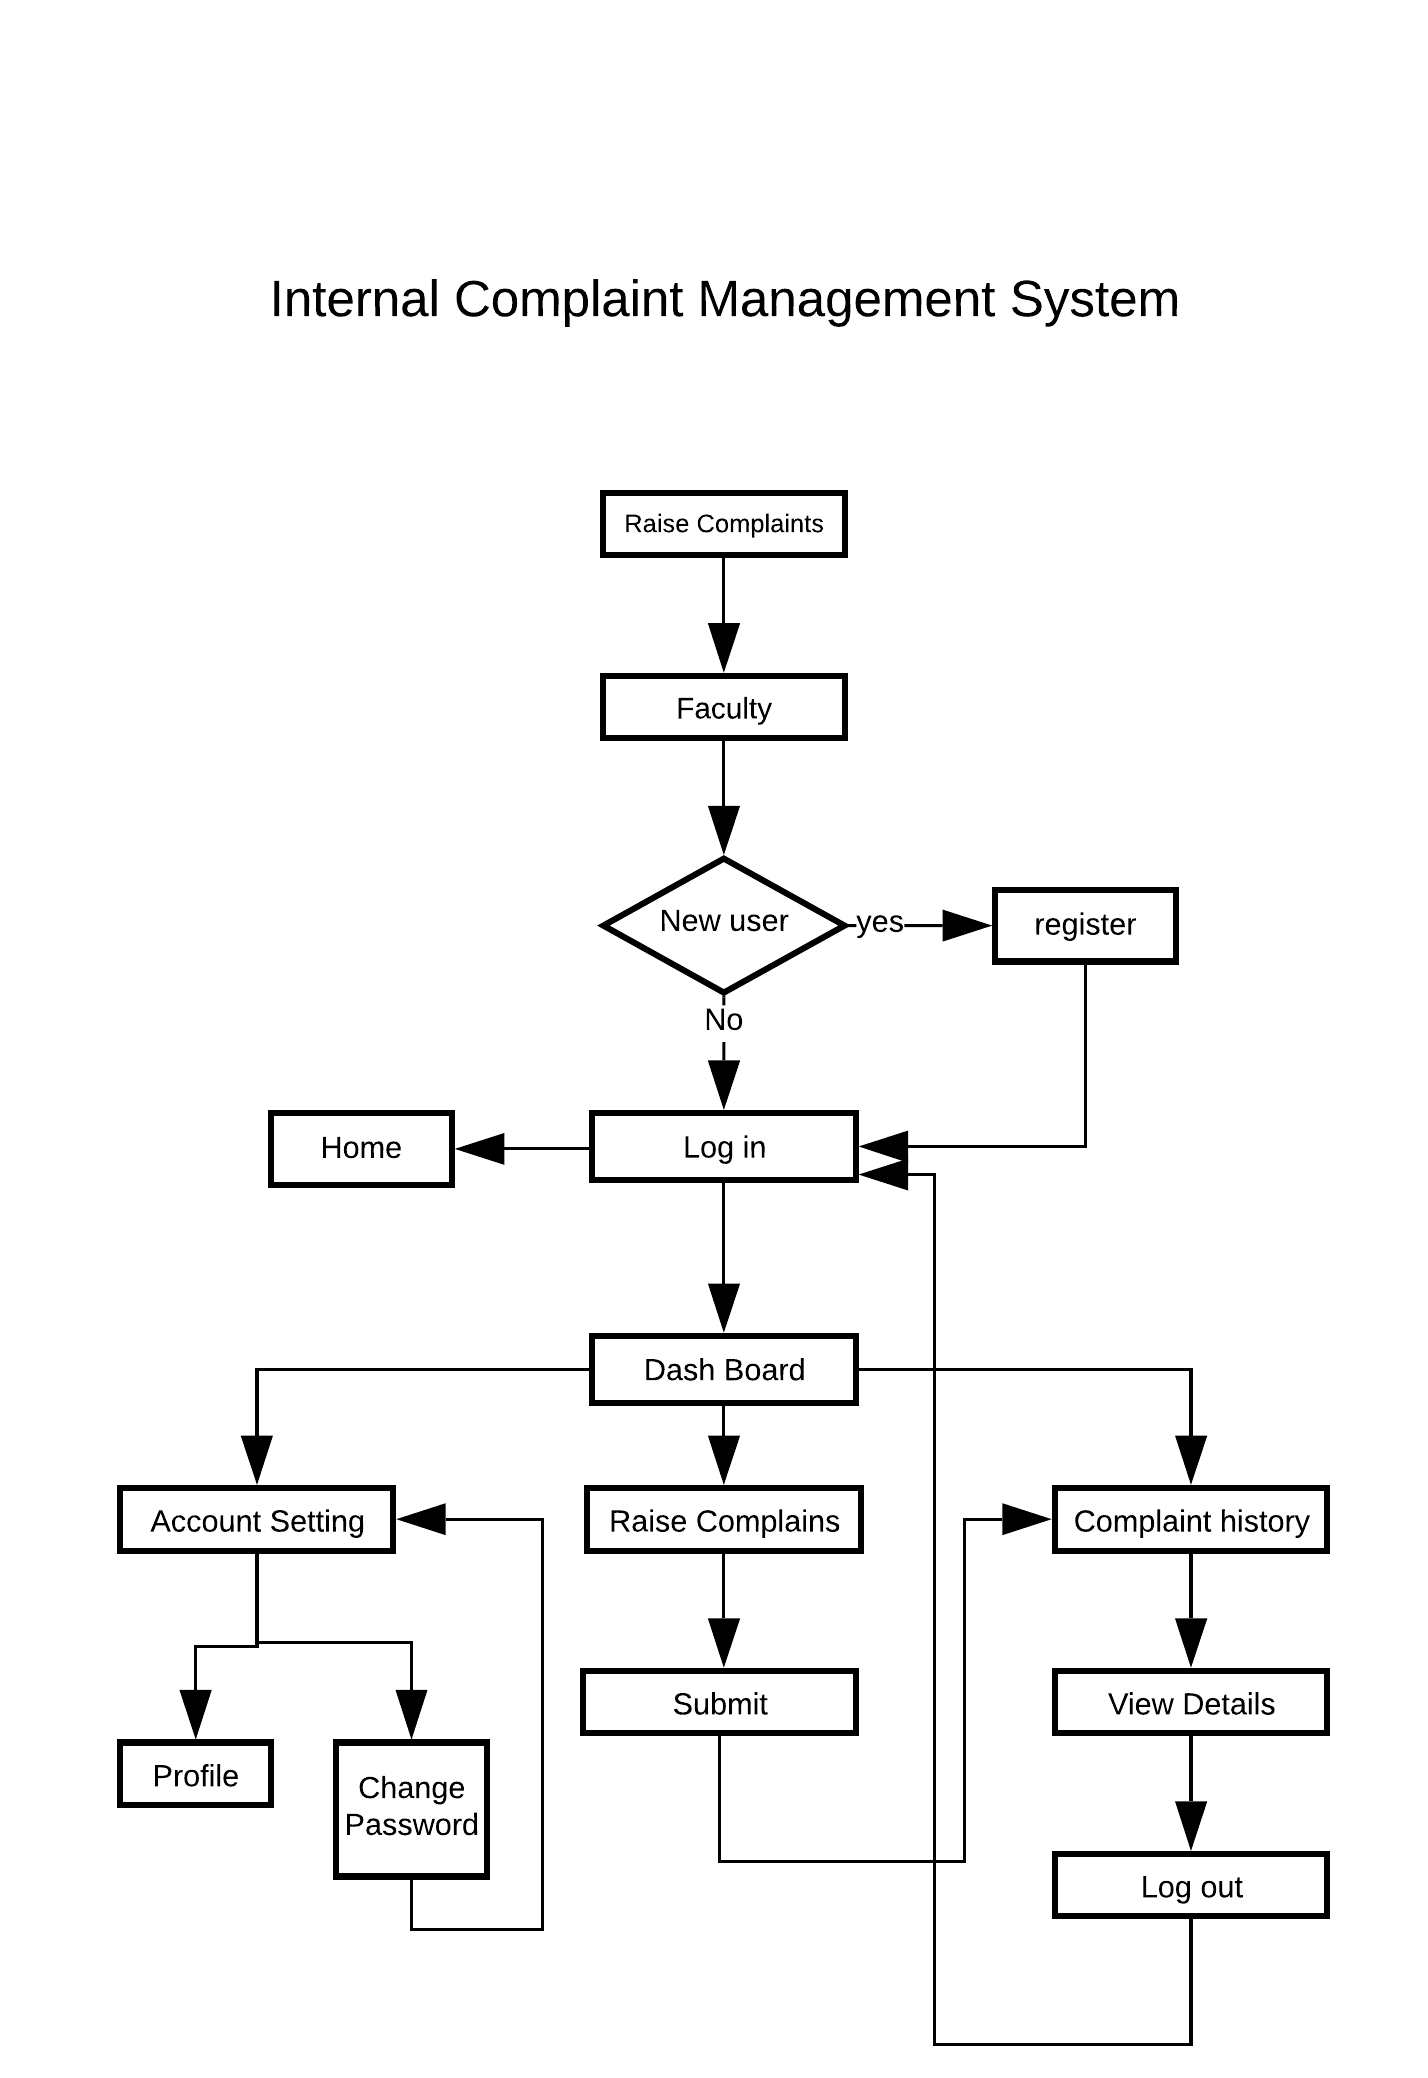 Internal Complaint Management System
Raise Complaints
Faculty
New user
yes
register
No
Home
Log in
Dash Board
Account Setting
Raise Complains
Complaint history
Submit
View Details
Profile
Change
Password
Log out